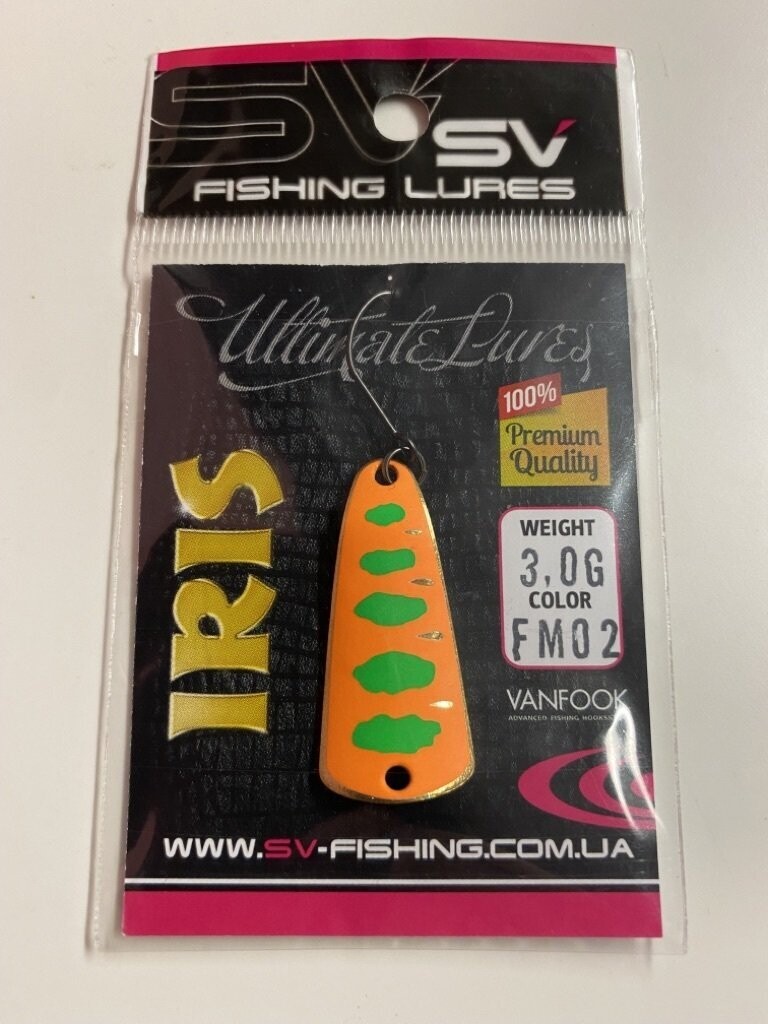 SV
SV
FISHING LURES
Ultimate Lures
100%
Premium
Quality
IRIS
WEIGHT
3,0G
COLOR
FM02
VANFOOK
ADVANCED FISHING HOOKS
WWW.SV-FISHING.COM.UA